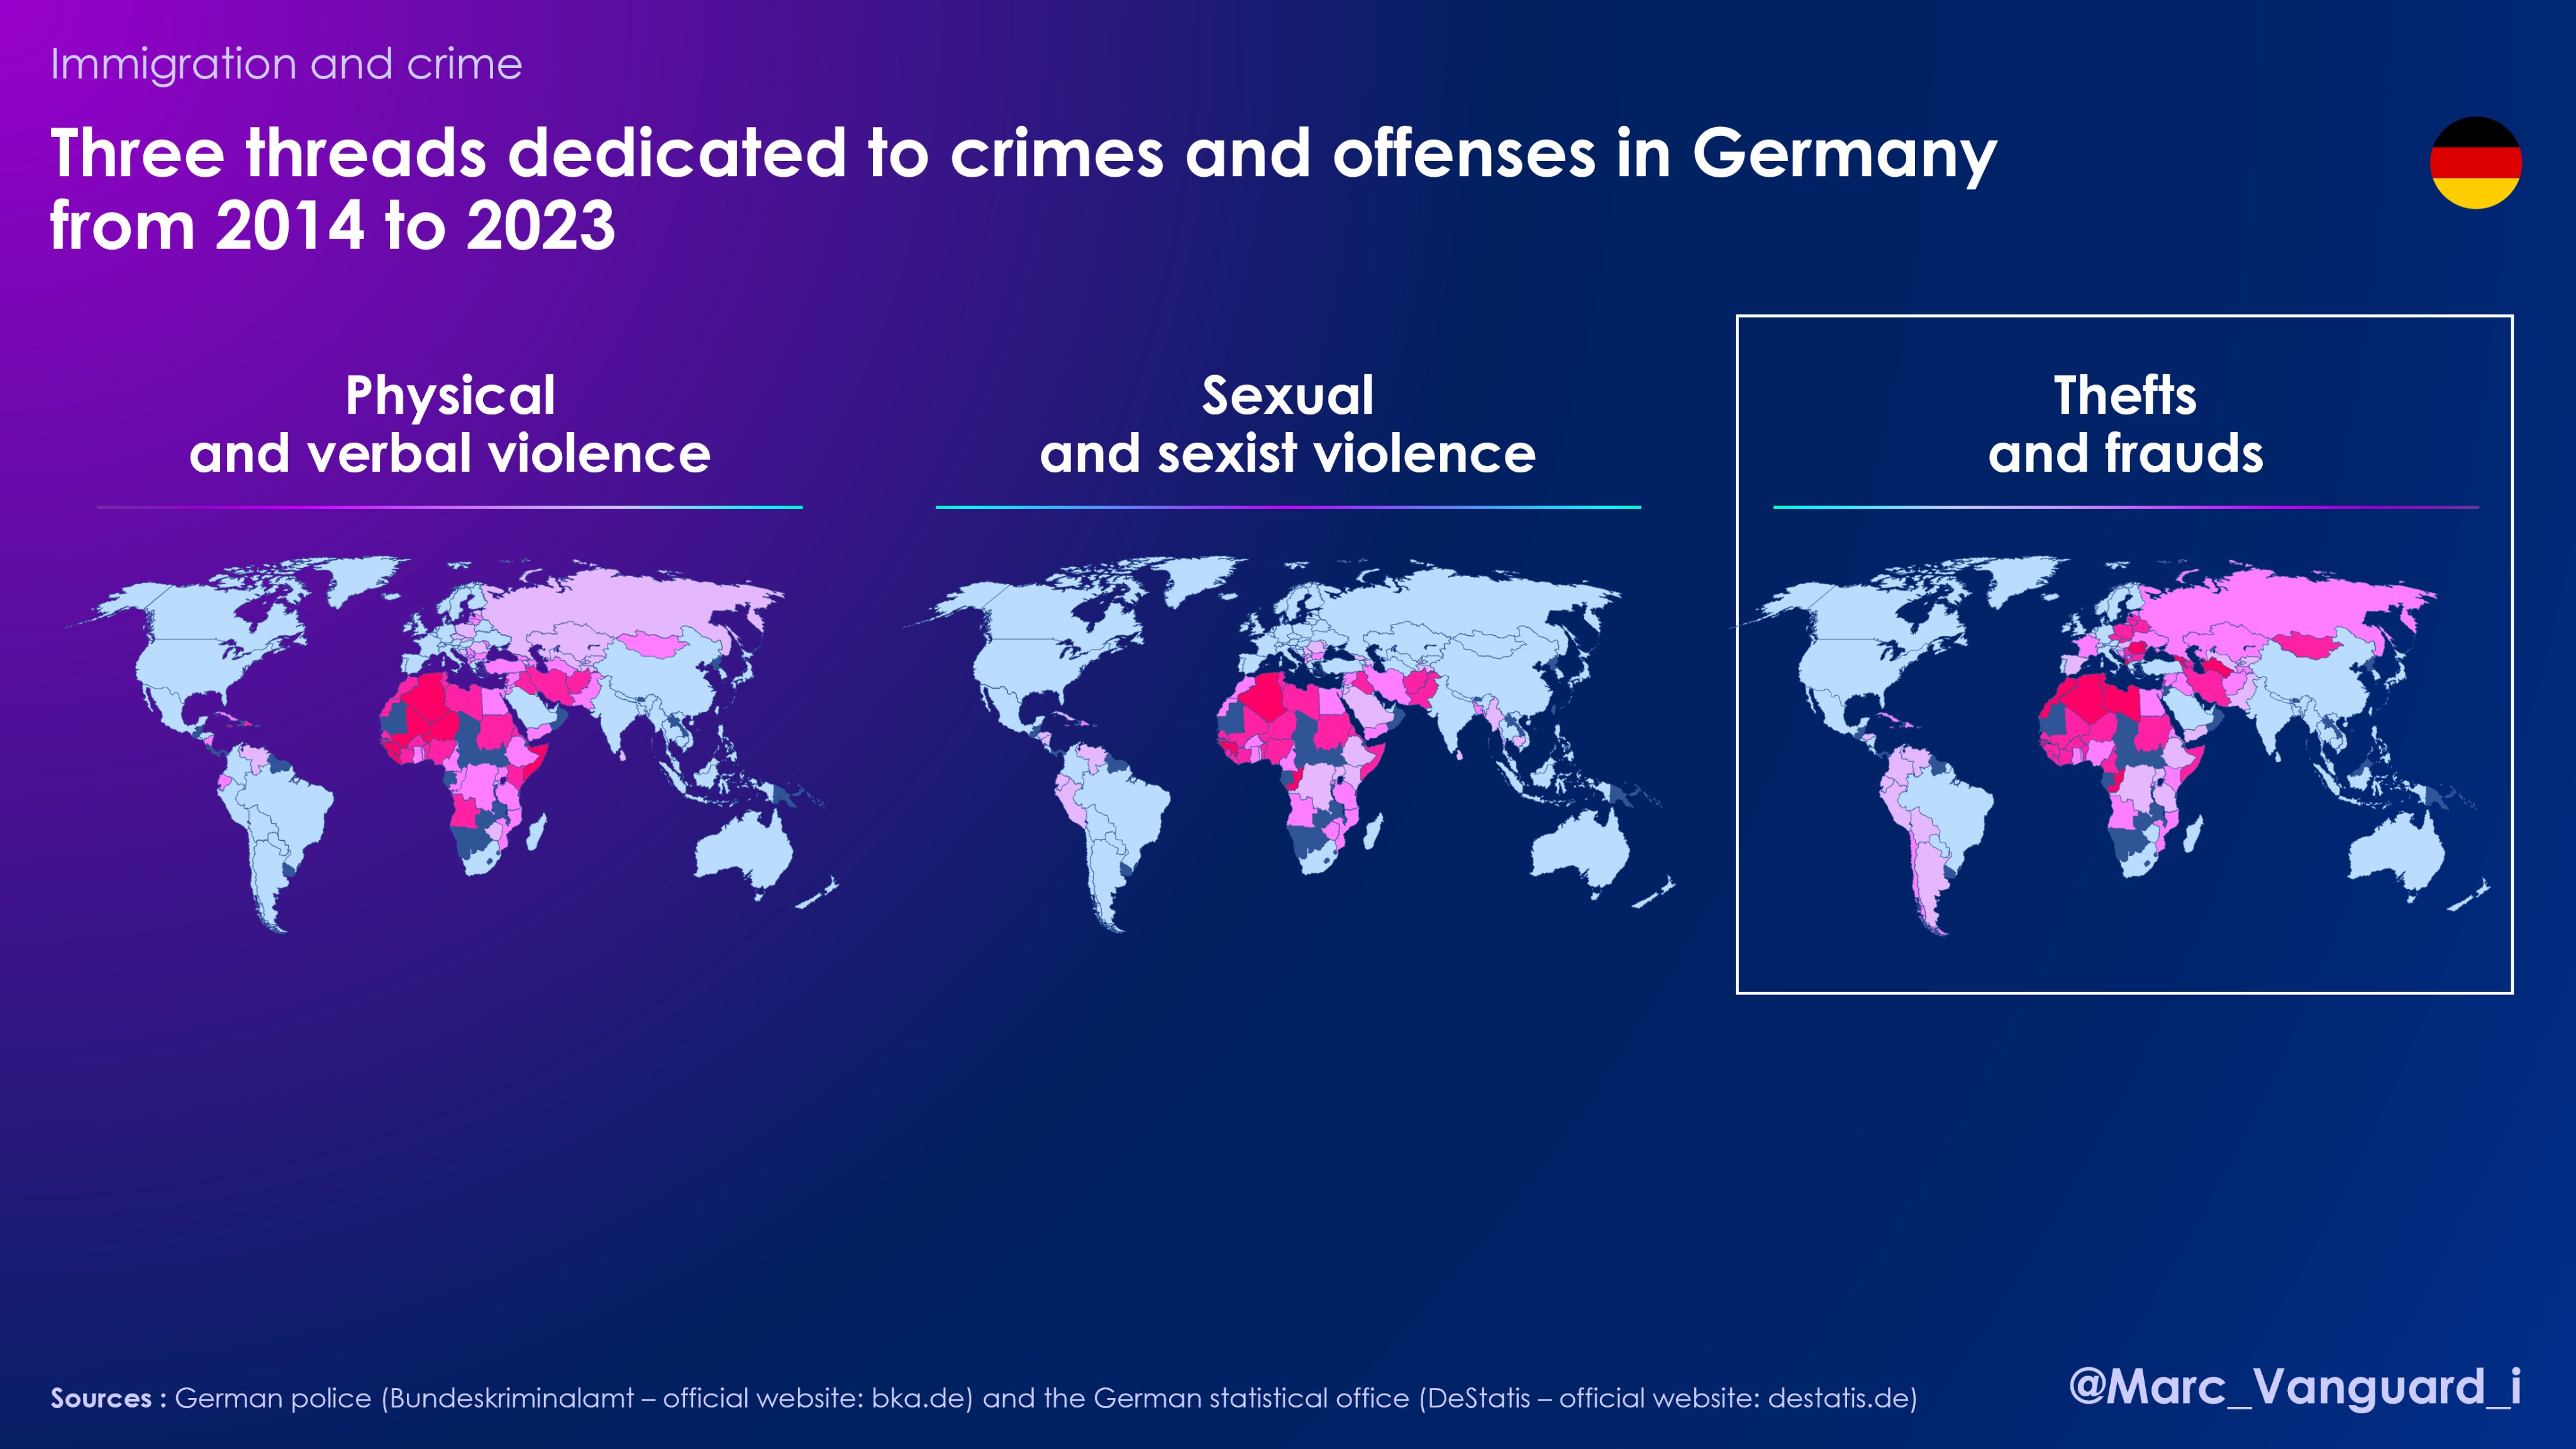 Immigration and crime
Three threads dedicated to crimes and offenses in Germany
from 2014 to 2023
Physical
and verbal violence
Sexual
and sexist violence
Thefts
and frauds
Sources : German police (Bundeskriminalamt – official website: bka.de) and the German statistical office (DeStatis – official website: destatis.de)
@Marc_Vanguard_i